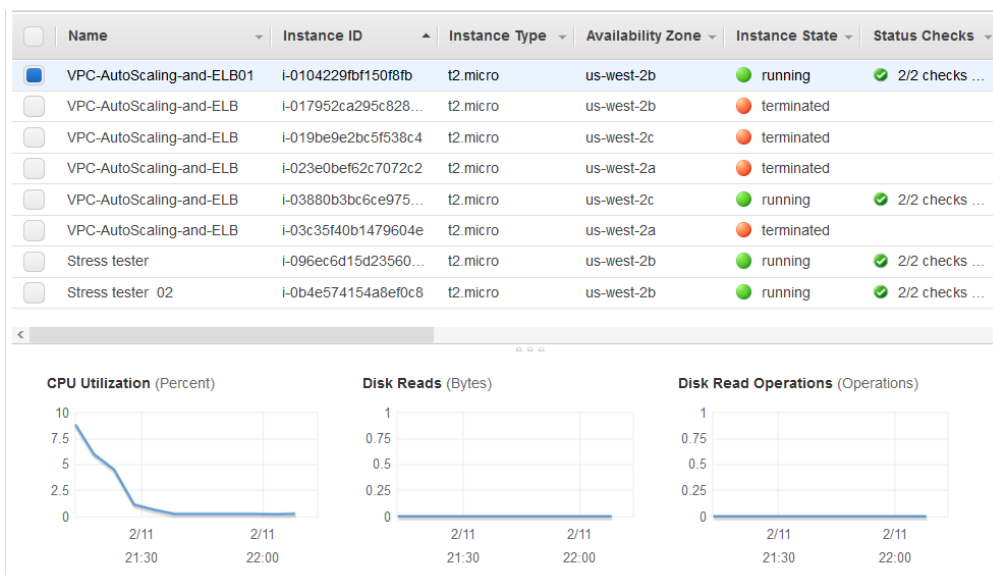 Name Instance ID Instance Type Availability Zone Instance State Status Checks
VPC-AutoScaling-and-ELB01 i-0104229fbf150f8fb t2.micro us-west-2b running 2/2 checks ...
VPC-AutoScaling-and-ELB i-017952ca295c828... t2.micro us-west-2b terminated
VPC-AutoScaling-and-ELB i-019be9e2bc5f538c4 t2.micro us-west-2c terminated
VPC-AutoScaling-and-ELB i-023e0bef62c7072c2 t2.micro us-west-2a terminated
VPC-AutoScaling-and-ELB i-03880b3bc6ce975... t2.micro us-west-2c running 2/2 checks ...
VPC-AutoScaling-and-ELB i-03c35f40b1479604e t2.micro us-west-2a terminated
Stress tester i-096ec6d15d23560... t2.micro us-west-2b running 2/2 checks ...
Stress tester 02 i-0b4e574154a8ef0c8 t2.micro us-west-2b running 2/2 checks ...
CPU Utilization (Percent) Disk Reads (Bytes) Disk Read Operations (Operations)
10 1 1
7.5 0.75 0.75
5 0.5 0.5
2.5 0.25 0.25
0 0 0
2/11 2/11 2/11 2/11 2/11 2/11
21:30 22:00 21:30 22:00 21:30 22:00